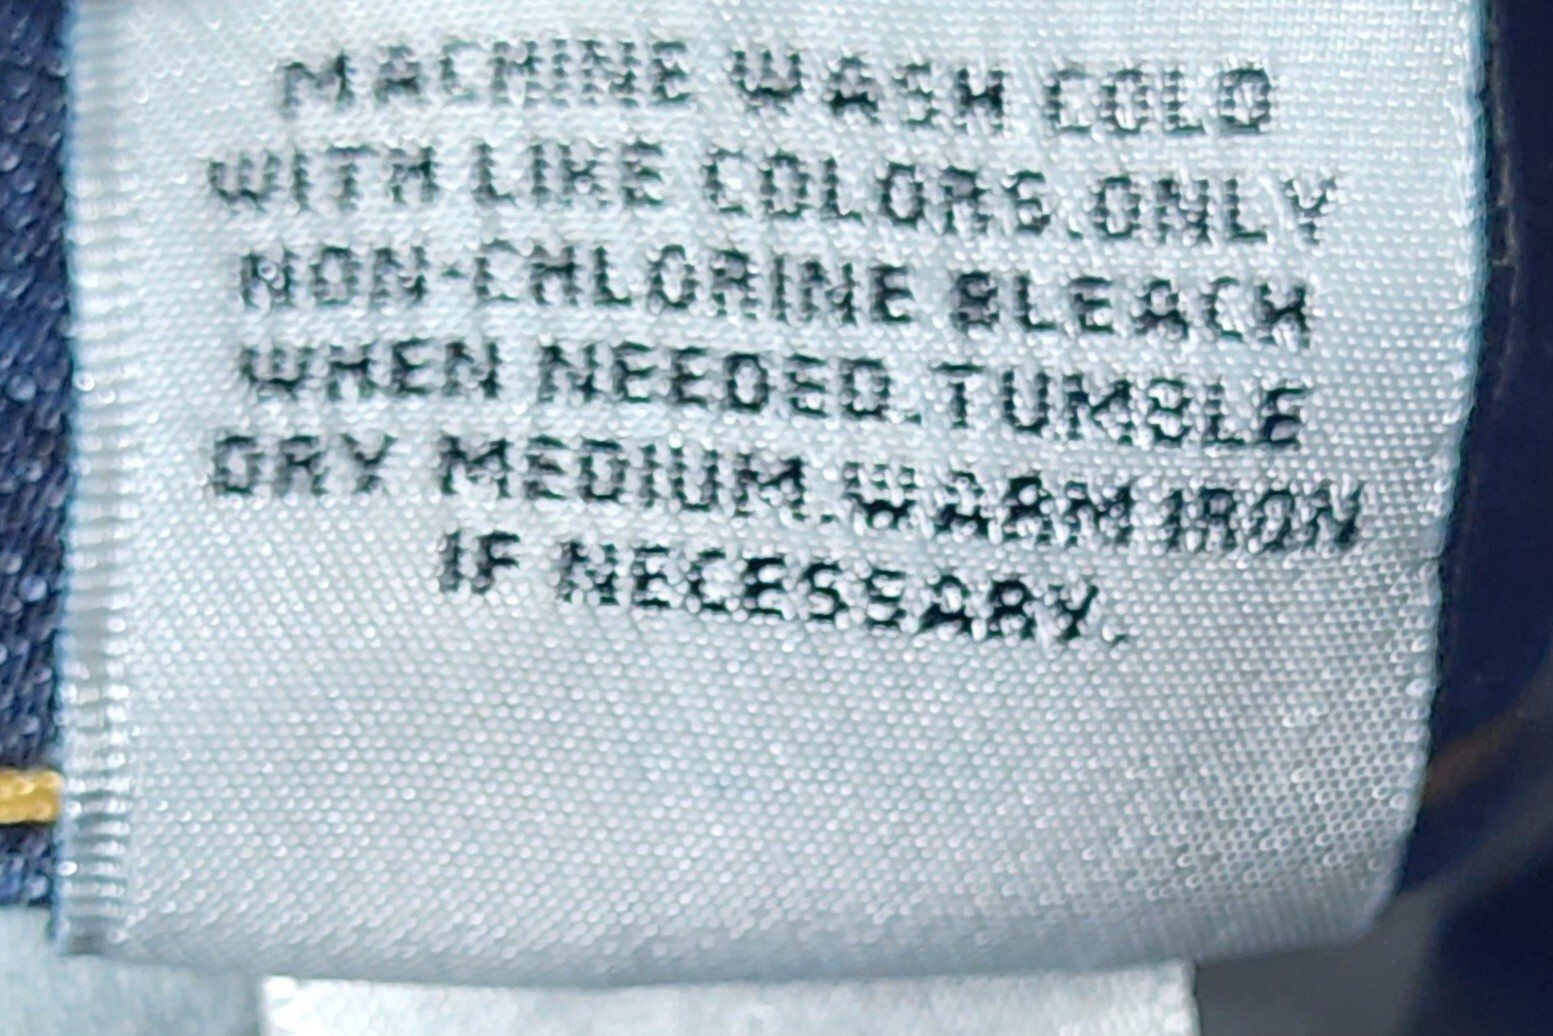 MACHINE WASH COLD
WITH LIKE COLORS.ONLY
NON-CHLORINE BLEACH
WHEN NEEDED.TUMBLE
DRY MEDIUM.WARM IRON
IF NECESSARY.